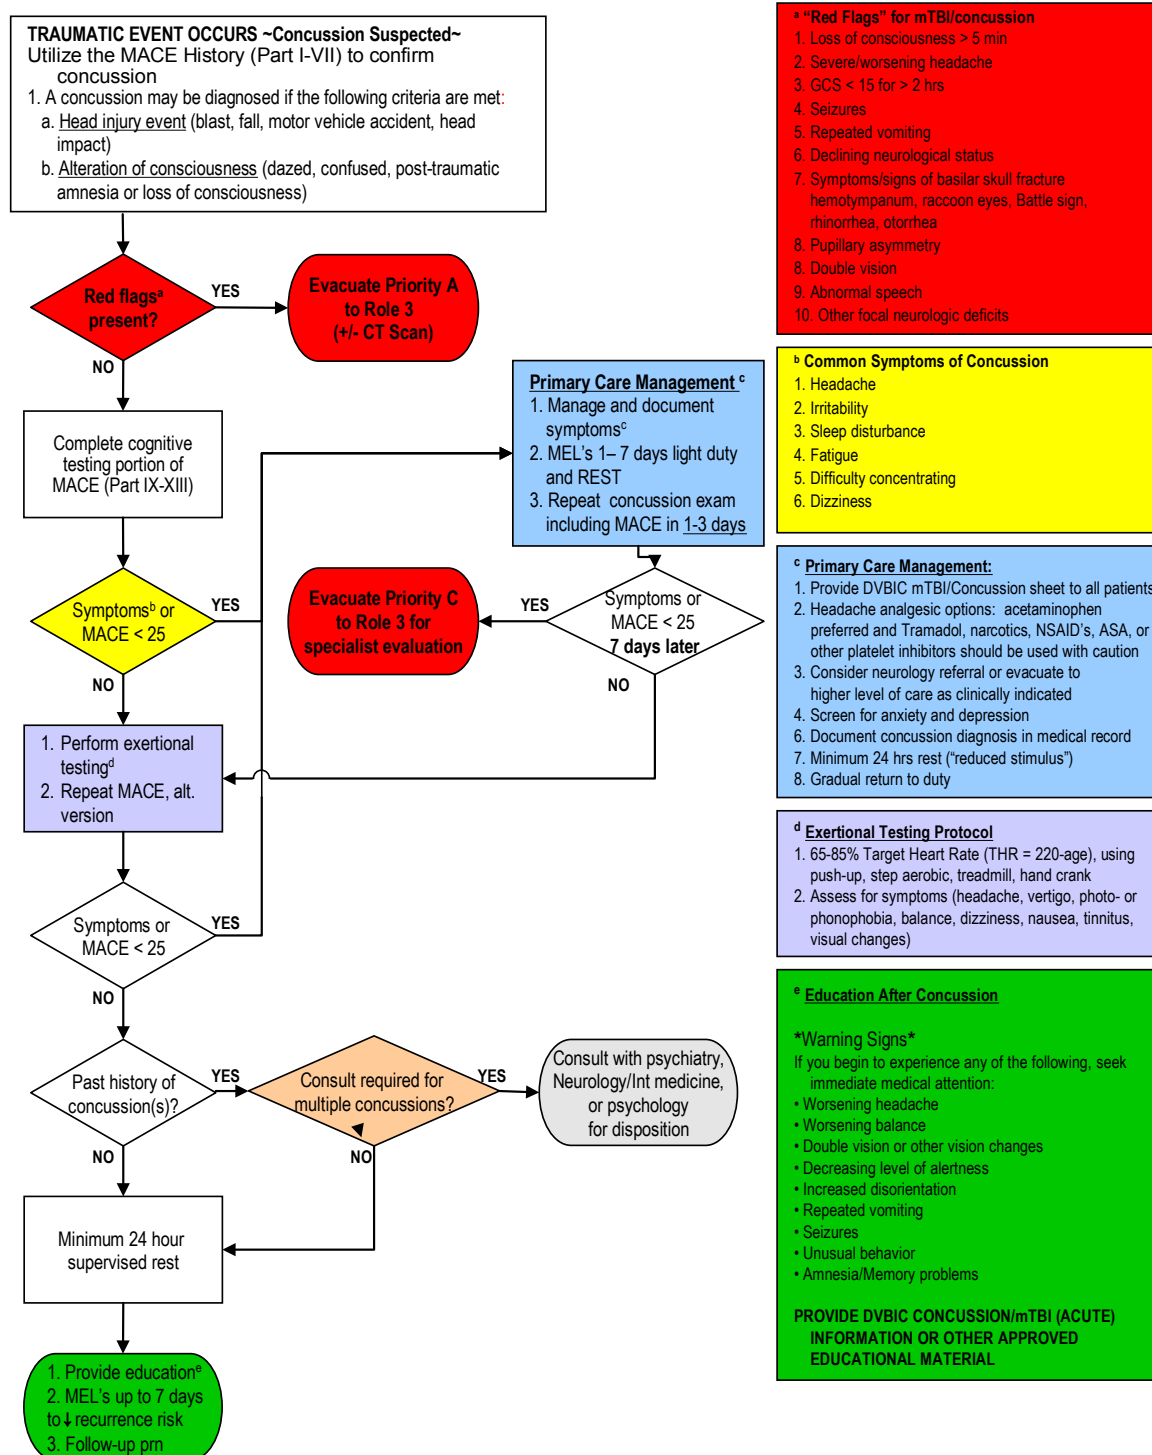 TRAUMATIC EVENT OCCURS ~Concussion Suspected~
Utilize the MACE History (Part I-VII) to confirm
concussion
1. A concussion may be diagnosed if the following criteria are met:
a. Head injury event (blast, fall, motor vehicle accident, head
impact)
b. Alteration of consciousness (dazed, confused, post-traumatic
amnesia or loss of consciousness)
Red flagsᵃ
present?
YES
NO
Evacuate Priority A
to Role 3
(+/- CT Scan)
Complete cognitive
testing portion of
MACE (Part IX-XIII)
Primary Care Management ᶜ
1. Manage and document
symptomsᶜ
2. MEL's 1– 7 days light duty
and REST
3. Repeat concussion exam
including MACE in 1-3 days
Symptomsᵇ or
MACE < 25
YES
NO
Evacuate Priority C
to Role 3 for
specialist evaluation
YES
Symptoms or
MACE < 25
7 days later
NO
1. Perform exertional
testingᵈ
2. Repeat MACE, alt.
version
Symptoms or
MACE < 25
YES
NO
Past history of
concussion(s)?
YES
NO
Consult required for
multiple concussions?
YES
NO
Consult with psychiatry,
Neurology/Int medicine,
or psychology
for disposition
Minimum 24 hour
supervised rest
1. Provide educationᵉ
2. MEL's up to 7 days
to ↓ recurrence risk
3. Follow-up prn
ᵃ "Red Flags" for mTBI/concussion
1. Loss of consciousness > 5 min
2. Severe/worsening headache
3. GCS < 15 for > 2 hrs
4. Seizures
5. Repeated vomiting
6. Declining neurological status
7. Symptoms/signs of basilar skull fracture
hemotympanum, raccoon eyes, Battle sign,
rhinorrhea, otorrhea
8. Pupillary asymmetry
8. Double vision
9. Abnormal speech
10. Other focal neurologic deficits
ᵇ Common Symptoms of Concussion
1. Headache
2. Irritability
3. Sleep disturbance
4. Fatigue
5. Difficulty concentrating
6. Dizziness
ᶜ Primary Care Management:
1. Provide DVBIC mTBI/Concussion sheet to all patients
2. Headache analgesic options: acetaminophen
preferred and Tramadol, narcotics, NSAID's, ASA, or
other platelet inhibitors should be used with caution
3. Consider neurology referral or evacuate to
higher level of care as clinically indicated
4. Screen for anxiety and depression
6. Document concussion diagnosis in medical record
7. Minimum 24 hrs rest ("reduced stimulus")
8. Gradual return to duty
ᵈ Exertional Testing Protocol
1. 65-85% Target Heart Rate (THR = 220-age), using
push-up, step aerobic, treadmill, hand crank
2. Assess for symptoms (headache, vertigo, photo- or
phonophobia, balance, dizziness, nausea, tinnitus,
visual changes)
ᵉ Education After Concussion
*Warning Signs*
If you begin to experience any of the following, seek
immediate medical attention:
• Worsening headache
• Worsening balance
• Double vision or other vision changes
• Decreasing level of alertness
• Increased disorientation
• Repeated vomiting
• Seizures
• Unusual behavior
• Amnesia/Memory problems
PROVIDE DVBIC CONCUSSION/mTBI (ACUTE)
INFORMATION OR OTHER APPROVED
EDUCATIONAL MATERIAL